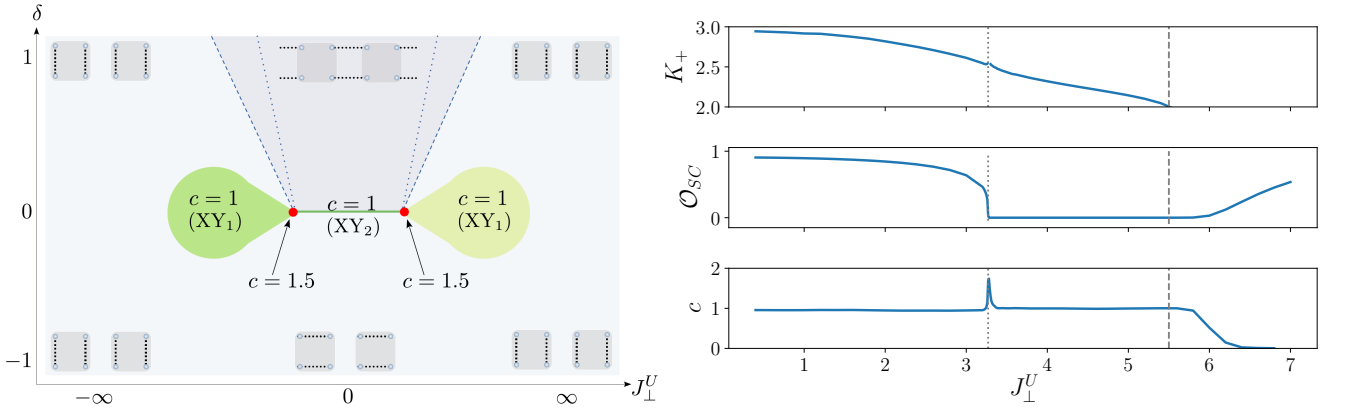 δ
1
0
−1
c = 1
(XY₁)
c = 1
(XY₂)
c = 1
(XY₁)
c = 1.5
c = 1.5
−∞
0
∞
J⊥ᵁ
K₊
3.0
2.5
2.0
𝒪_SC
1
0
c
2
1
0
1
2
3
4
5
6
7
J⊥ᵁ